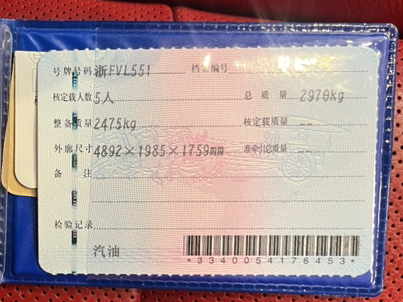 号牌号码 浙FVL551 档案编号
核定载人数 5人 总质量 2970kg
整备质量 2475kg 核定载质量 --
外廓尺寸 4892×1985×1759mm 准牵引总质量 --
备注
检验记录
汽油
*3340054176453*